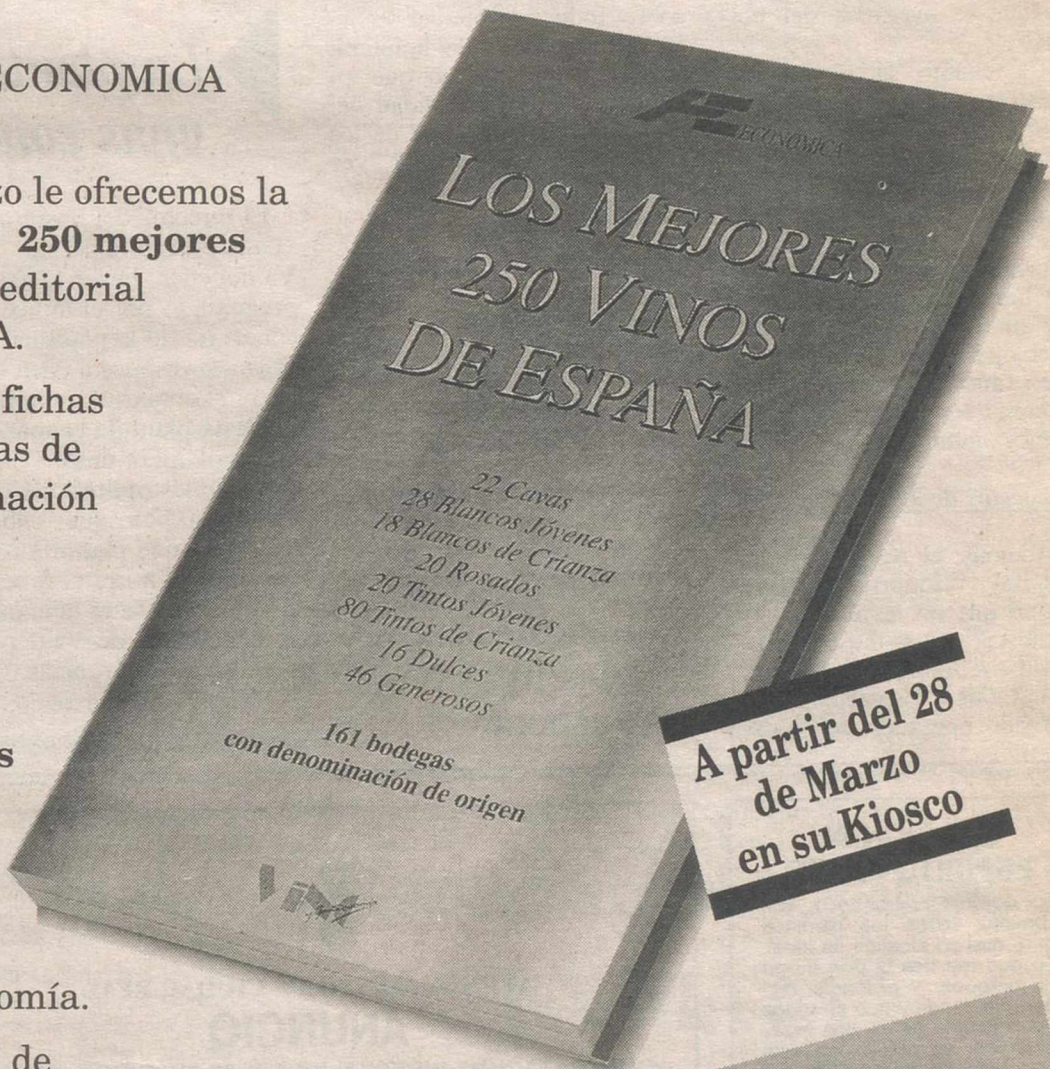 ECONOMICA
le ofrecemos la
250 mejores
editorial
A.
fichas
as de
nación
s
omía.
de
ECONOMICA
LOS MEJORES
250 VINOS
DE ESPAÑA
22 Cavas
28 Blancos Jóvenes
18 Blancos de Crianza
20 Rosados
20 Tintos Jóvenes
80 Tintos de Crianza
16 Dulces
46 Generosos
161 bodegas
con denominación de origen
A partir del 28
de Marzo
en su Kiosco